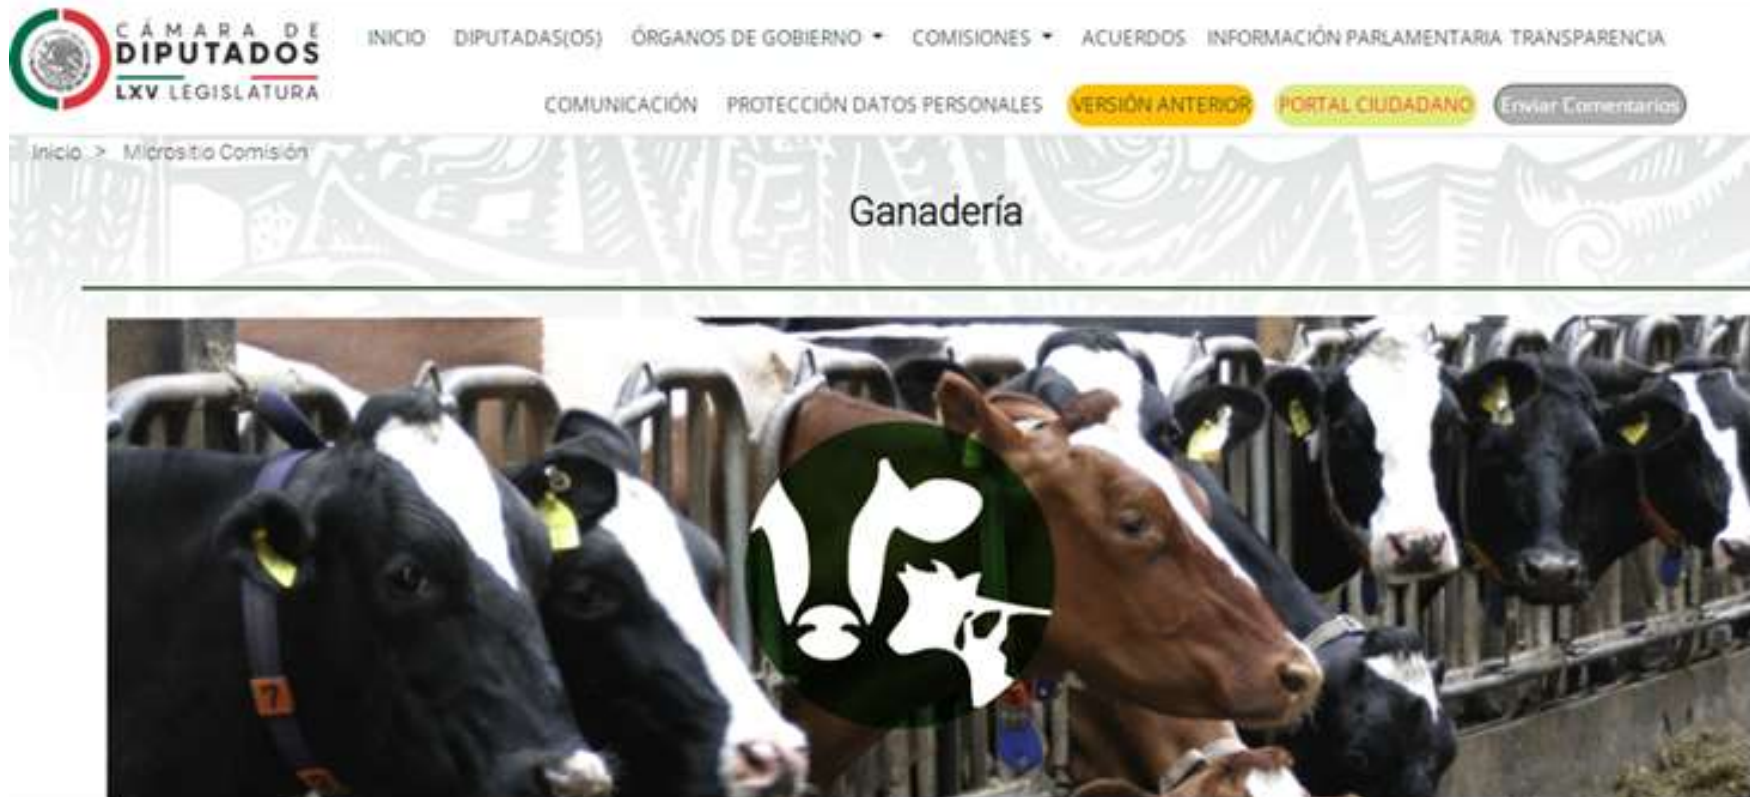 CÁMARA DE
DIPUTADOS
LXV LEGISLATURA
INICIO DIPUTADAS(OS) ÓRGANOS DE GOBIERNO COMISIONES ACUERDOS INFORMACIÓN PARLAMENTARIA TRANSPARENCIA
COMUNICACIÓN PROTECCIÓN DATOS PERSONALES VERSIÓN ANTERIOR PORTAL CIUDADANO Enviar Comentarios
Inicio > Micrositio Comisión
Ganadería
7